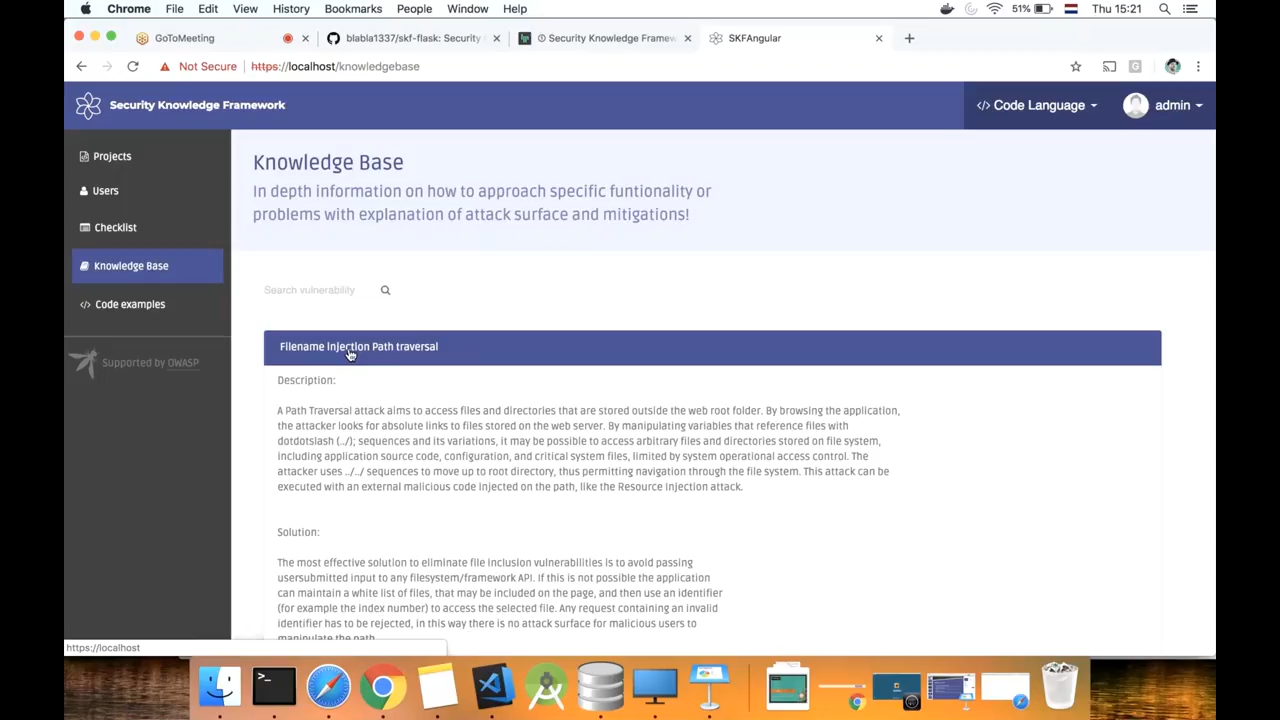 Chrome File Edit View History Bookmarks People Window Help 51% Thu 15:21
GoToMeeting blabla1337/skf-flask: Security Security Knowledge Framew SKFAngular
Not Secure https://localhost/knowledgebase
Security Knowledge Framework </> Code Language admin
Projects
Users
Checklist
Knowledge Base
</> Code examples
Supported by OWASP
Knowledge Base
In depth information on how to approach specific funtionality or
problems with explanation of attack surface and mitigations!
Search vulnerability
Filename Injection Path traversal
Description:
A Path Traversal attack aims to access files and directories that are stored outside the web root folder. By browsing the application,
the attacker looks for absolute links to files stored on the web server. By manipulating variables that reference files with
dotdotslash (../); sequences and its variations, it may be possible to access arbitrary files and directories stored on file system,
including application source code, configuration, and critical system files, limited by system operational access control. The
attacker uses ../../ sequences to move up to root directory, thus permitting navigation through the file system. This attack can be
executed with an external malicious code injected on the path, like the Resource Injection attack.
Solution:
The most effective solution to eliminate file inclusion vulnerabilities is to avoid passing
usersubmitted input to any filesystem/framework API. If this is not possible the application
can maintain a white list of files, that may be included on the page, and then use an identifier
(for example the index number) to access the selected file. Any request containing an invalid
identifier has to be rejected, in this way there is no attack surface for malicious users to
manipulate the path.
https://localhost